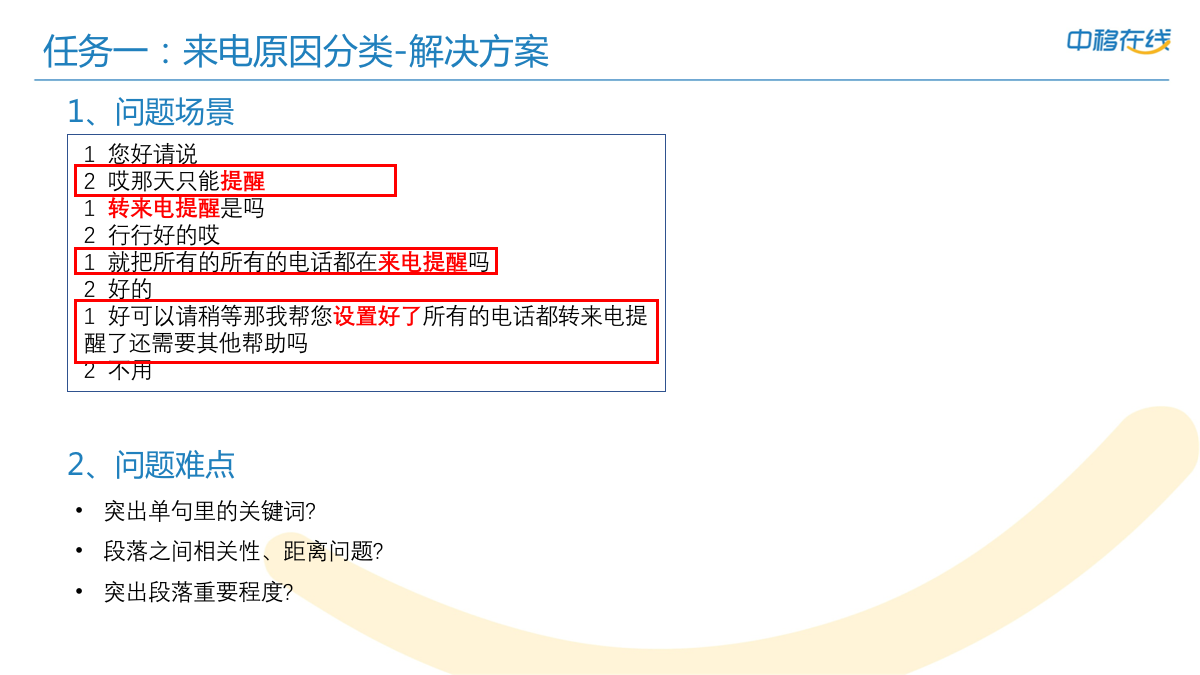 任务一：来电原因分类-解决方案
中移在线
1、问题场景
1 您好请说
2 哎那天只能提醒
1 转来电提醒是吗
2 行行好的哎
1 就把所有的所有的电话都在来电提醒吗
2 好的
1 好可以请稍等那我帮您设置好了所有的电话都转来电提
醒了还需要其他帮助吗
2 不用
2、问题难点
• 突出单句里的关键词?
• 段落之间相关性、距离问题?
• 突出段落重要程度?